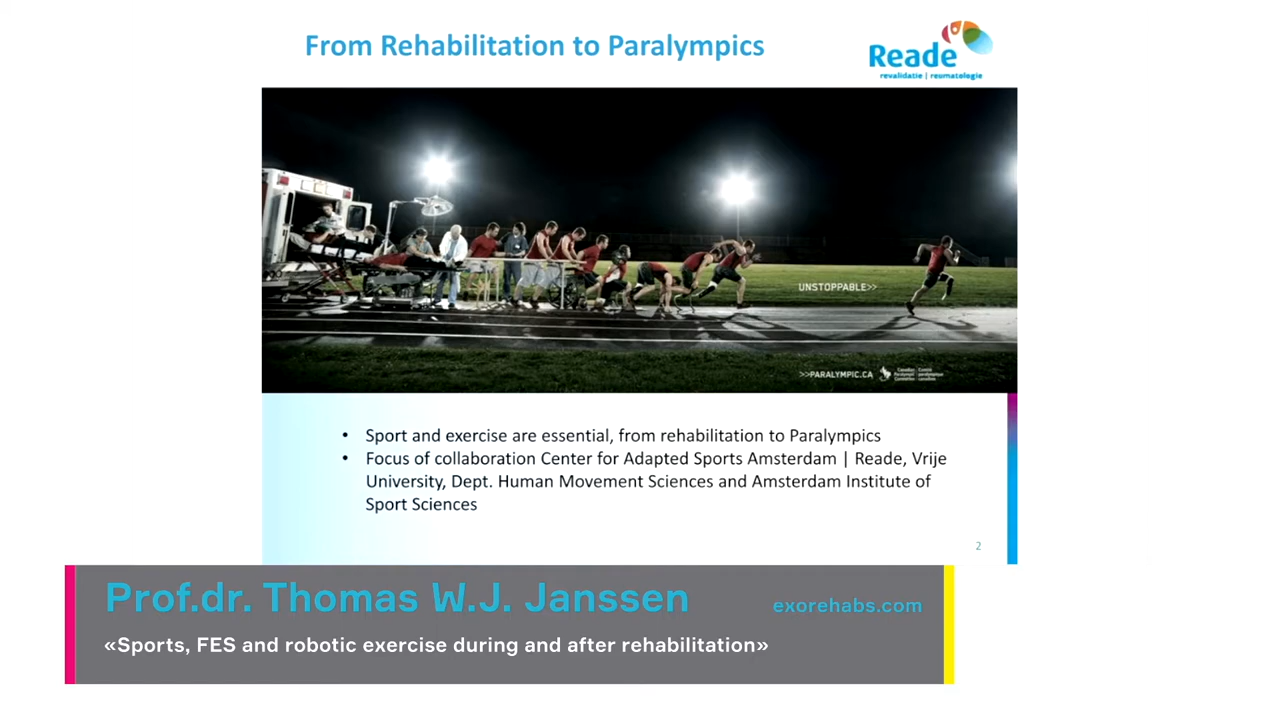 From Rehabilitation to Paralympics
Reade
revalidatie | reumatologie
UNSTOPPABLE>>
>>PARALYMPIC.CA
• Sport and exercise are essential, from rehabilitation to Paralympics
• Focus of collaboration Center for Adapted Sports Amsterdam | Reade, Vrije
University, Dept. Human Movement Sciences and Amsterdam Institute of
Sport Sciences
2
Prof.dr. Thomas W.J. Janssen
exorehabs.com
«Sports, FES and robotic exercise during and after rehabilitation»